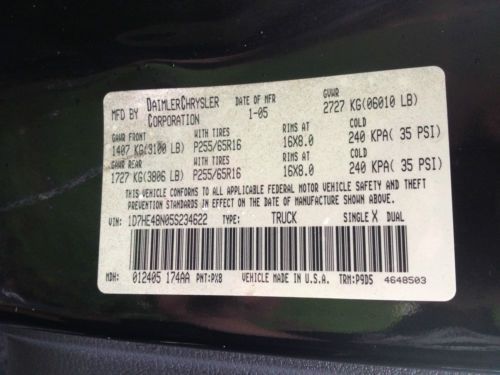 MFD BY DAIMLERCHRYSLER CORPORATION DATE OF MFR 1-05 GVWR 2727 KG(06010 LB)
GAWR FRONT WITH TIRES RIMS AT COLD
1407 KG(3100 LB) P255/65R16 16X8.0 240 KPA( 35 PSI)
GAWR REAR WITH TIRES RIMS AT COLD
1727 KG(3806 LB) P255/65R16 16X8.0 240 KPA( 35 PSI)
THIS VEHICLE CONFORMS TO ALL APPLICABLE FEDERAL MOTOR VEHICLE SAFETY AND THEFT
PREVENTION STANDARDS IN EFFECT ON THE DATE OF MANUFACTURE SHOWN ABOVE.
VIN: 1D7HE48N05S234622 TYPE: TRUCK SINGLE X DUAL
MDH: 012405 174AA PNT:PX8 VEHICLE MADE IN U.S.A. TRM:P9D5 4648503